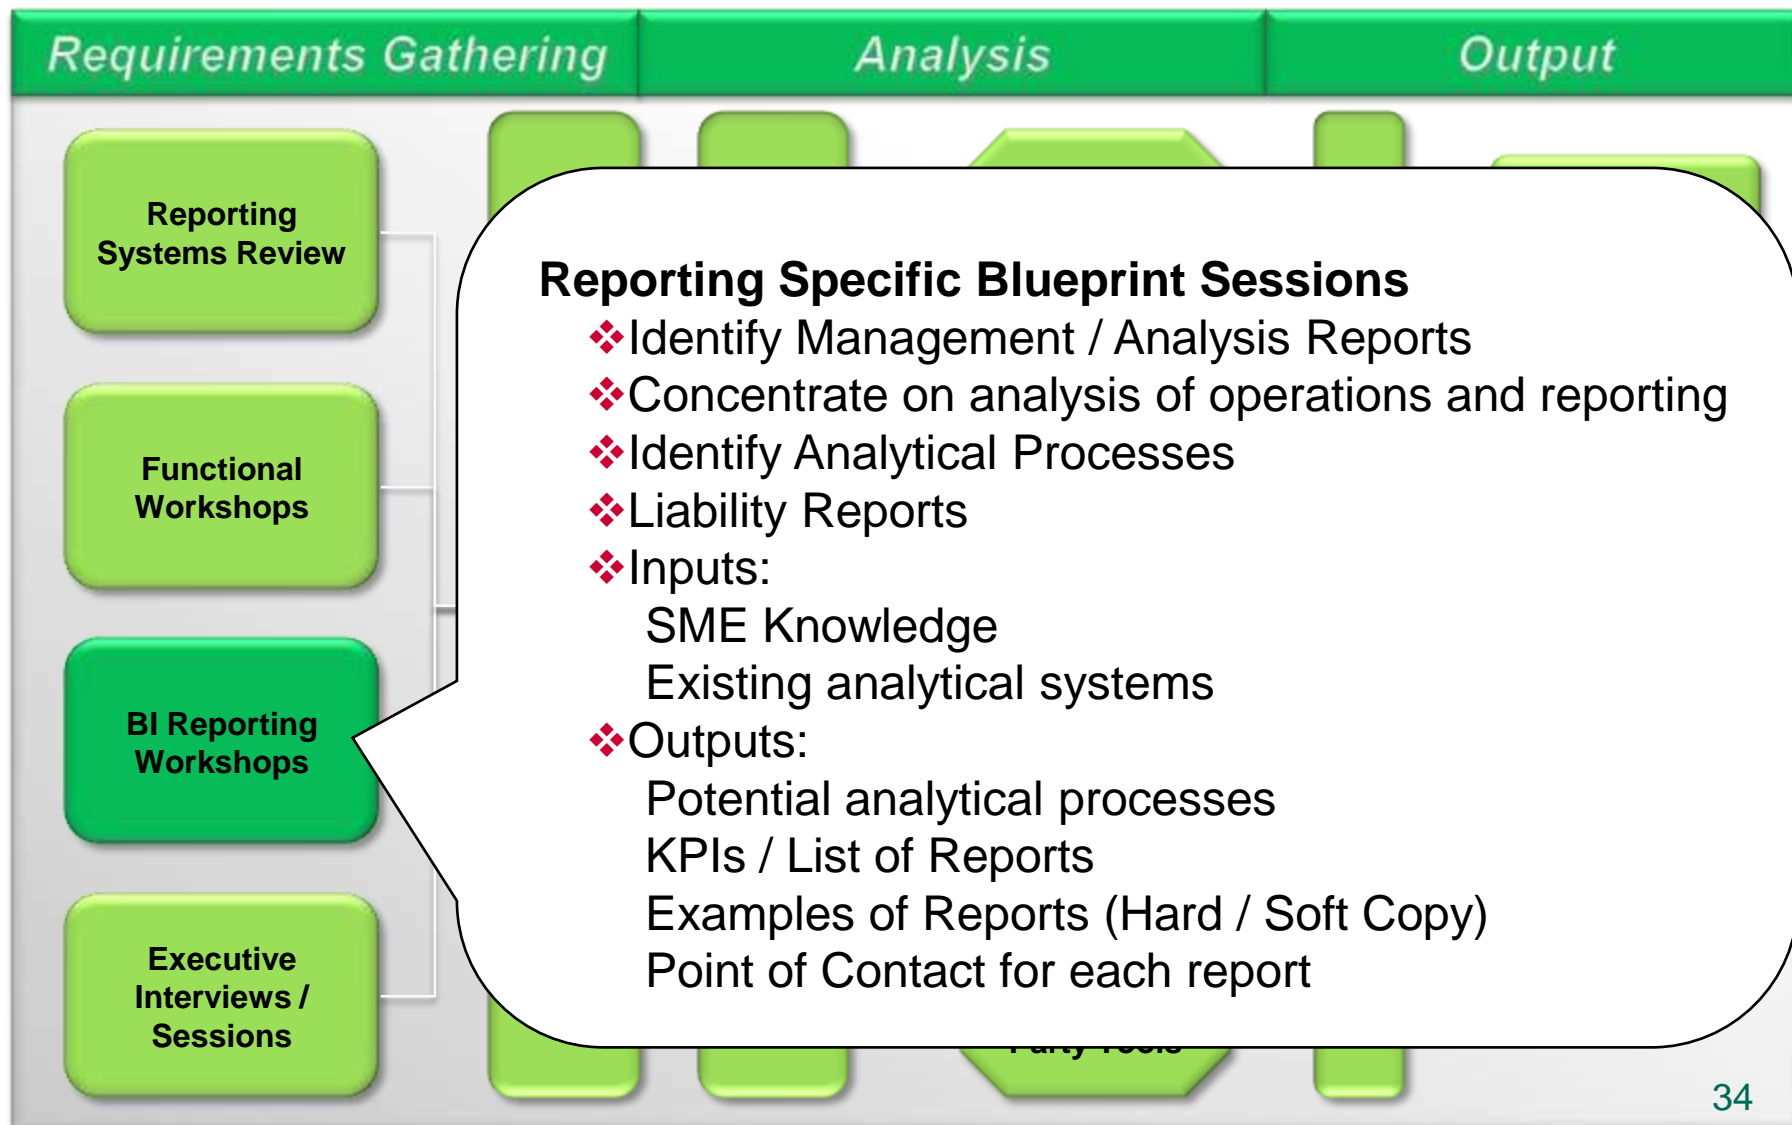 Requirements Gathering
Analysis
Output
Reporting
Systems Review
Functional
Workshops
BI Reporting
Workshops
Executive
Interviews /
Sessions
Reporting Specific Blueprint Sessions
❖Identify Management / Analysis Reports
❖Concentrate on analysis of operations and reporting
❖Identify Analytical Processes
❖Liability Reports
❖Inputs:
SME Knowledge
Existing analytical systems
❖Outputs:
Potential analytical processes
KPIs / List of Reports
Examples of Reports (Hard / Soft Copy)
Point of Contact for each report
Party Tools
34